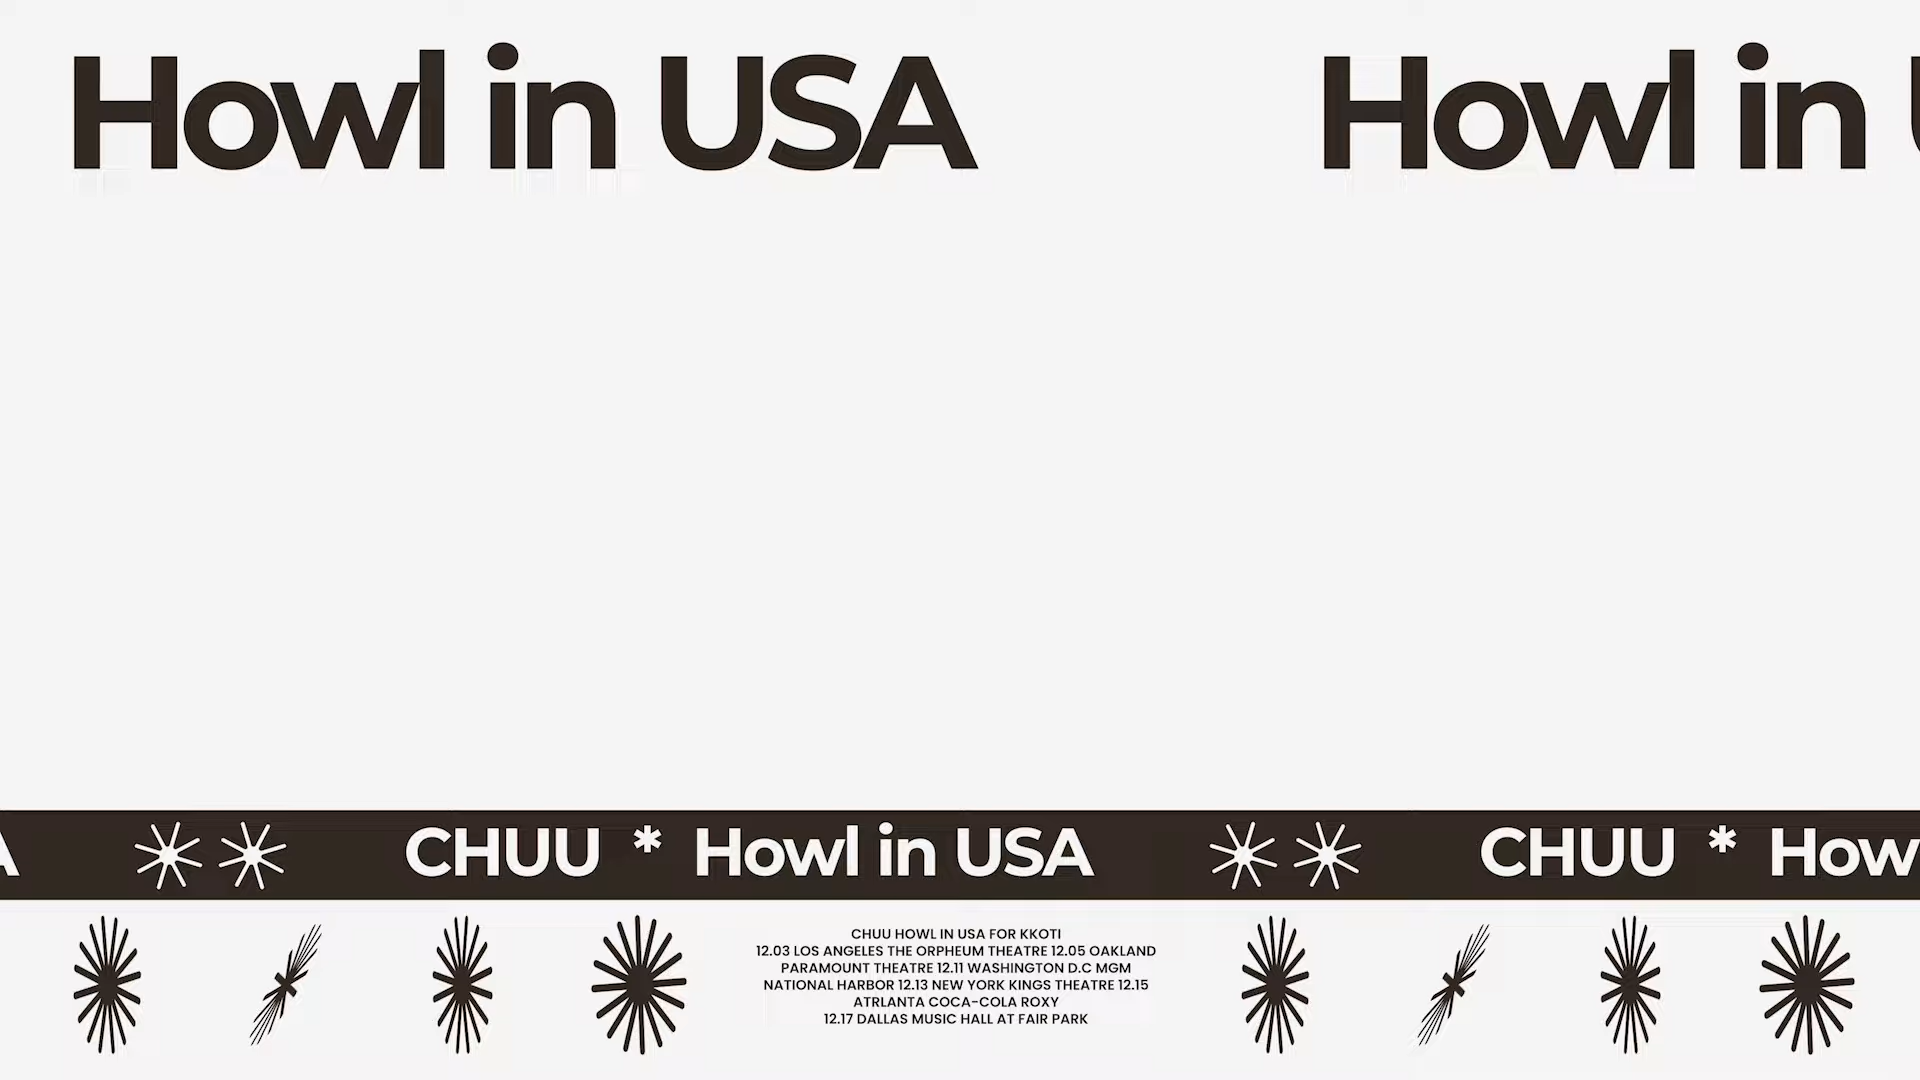 Howl in USA
Howl in
A CHUU * Howl in USA CHUU * How
CHUU HOWL IN USA FOR KKOTI
12.03 LOS ANGELES THE ORPHEUM THEATRE 12.05 OAKLAND
PARAMOUNT THEATRE 12.11 WASHINGTON D.C MGM
NATIONAL HARBOR 12.13 NEW YORK KINGS THEATRE 12.15
ATRLANTA COCA-COLA ROXY
12.17 DALLAS MUSIC HALL AT FAIR PARK